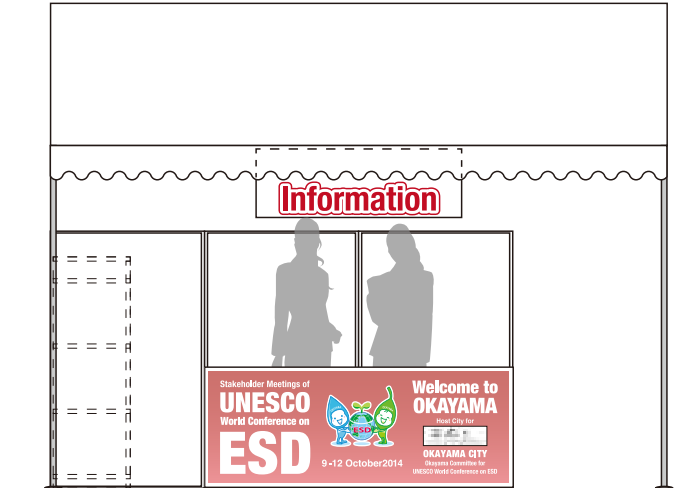 Information
Stakeholder Meetings of
UNESCO
World Conference on
ESD
9-12 October2014
ESD
Welcome to
OKAYAMA
Host City for
OKAYAMA CITY
Okayama Committee for
UNESCO World Conference on ESD